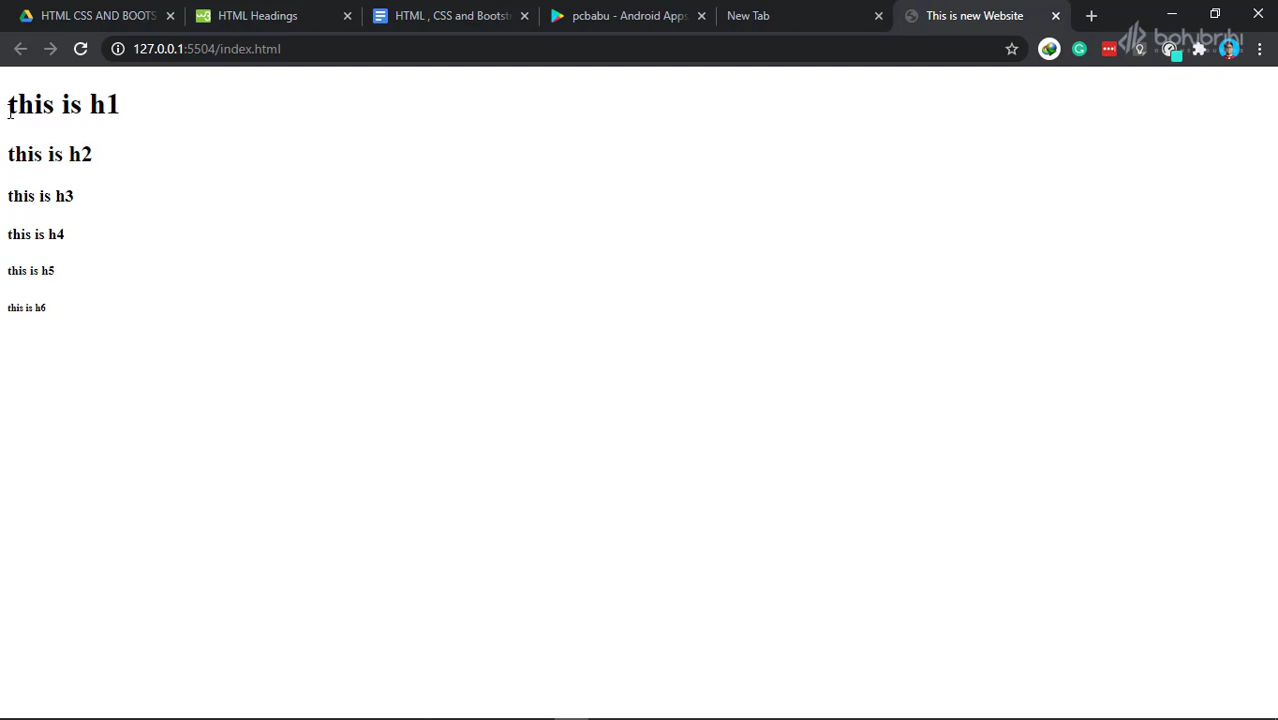 HTML CSS AND BOOTS
HTML Headings
HTML , CSS and Bootst
pcbabu - Android Apps
New Tab
This is new Website
127.0.0.1:5504/index.html
bohubrihi
this is h1
this is h2
this is h3
this is h4
this is h5
this is h6